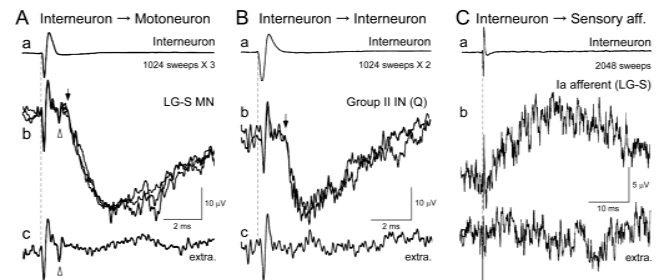 A Interneuron → Motoneuron
a
Interneuron
1024 sweeps X 3
LG-S MN
b
10 μV
2 ms
c
extra.
B Interneuron → Interneuron
a
Interneuron
1024 sweeps X 2
Group II IN (Q)
b
10 μV
2 ms
c
extra.
C Interneuron → Sensory aff.
a
Interneuron
2048 sweeps
Ia afferent (LG-S)
b
5 μV
10 ms
c
extra.